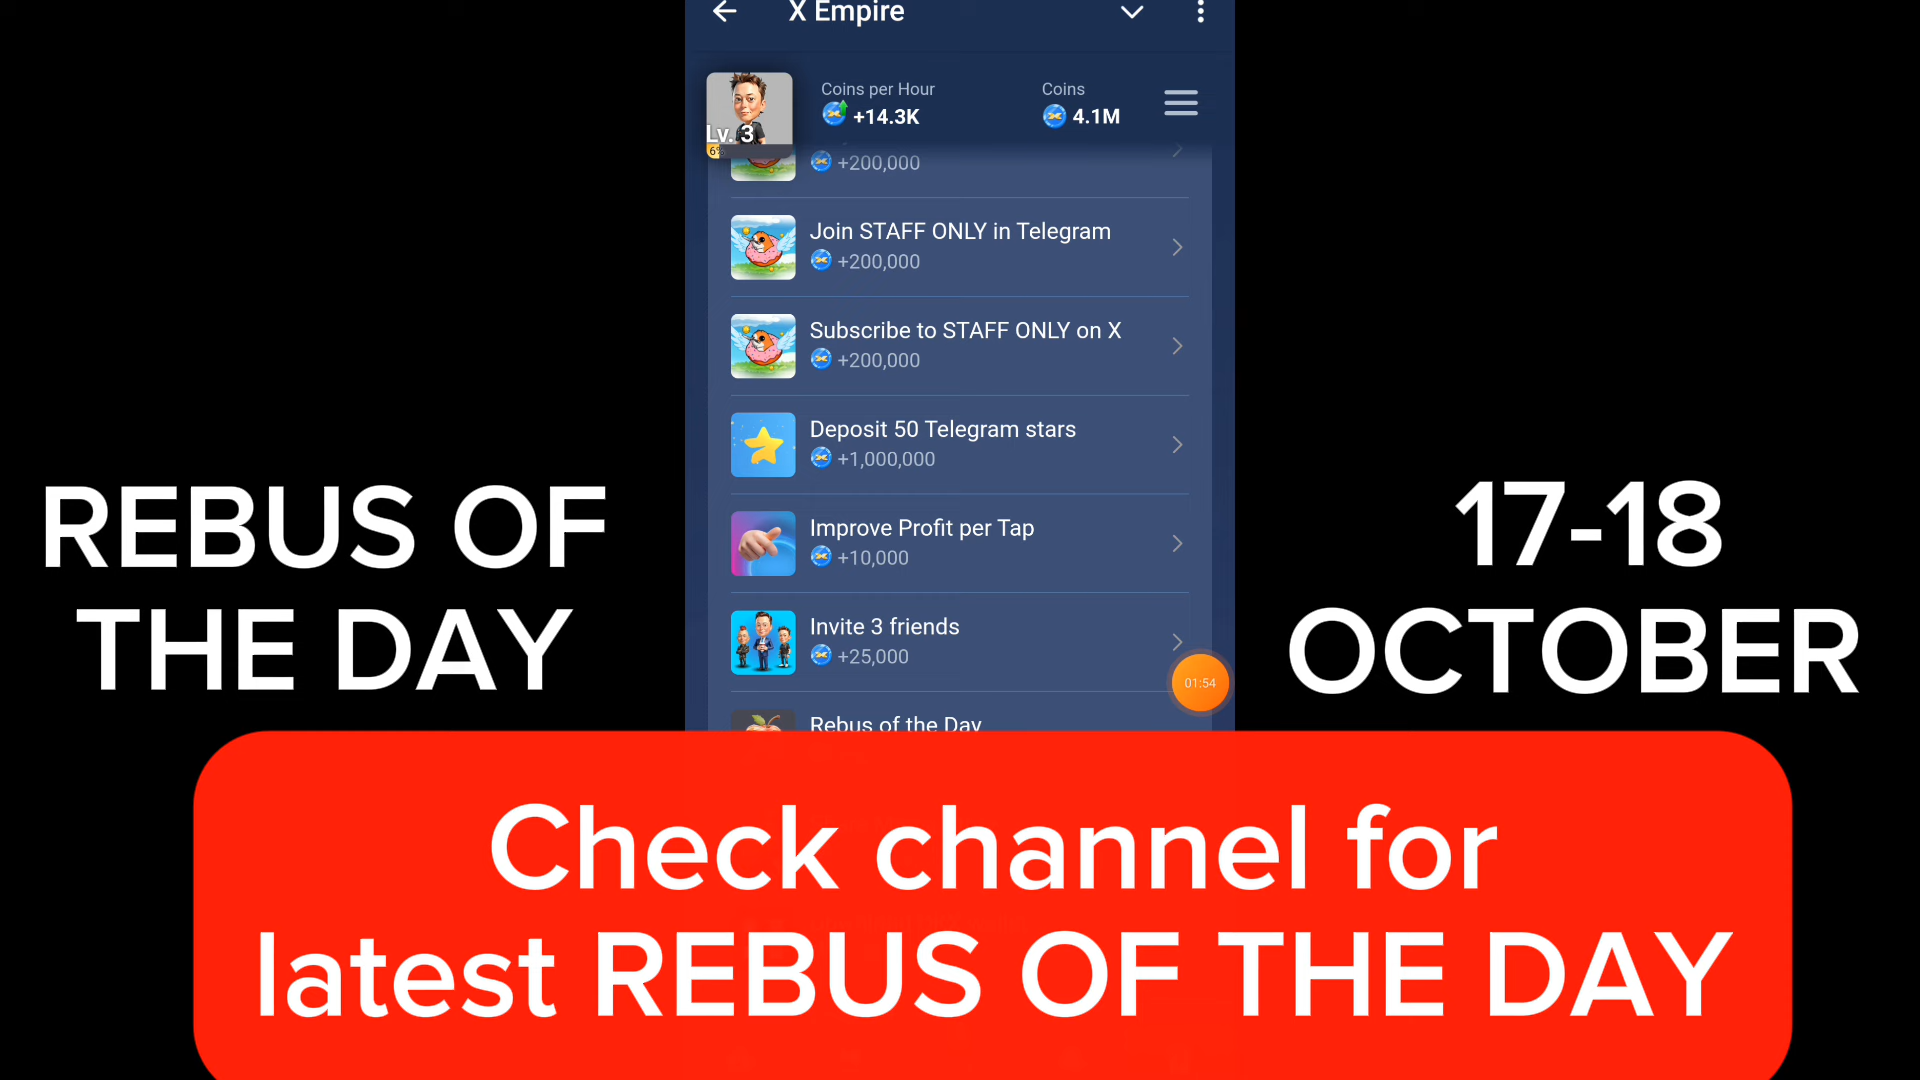 X Empire
Coins per Hour
+14.3K
Coins
4.1M
Lv. 3
6%
+200,000
Join STAFF ONLY in Telegram
+200,000
Subscribe to STAFF ONLY on X
+200,000
Deposit 50 Telegram stars
+1,000,000
Improve Profit per Tap
+10,000
Invite 3 friends
+25,000
01:54
Rebus of the Day
REBUS OF
THE DAY
17-18
OCTOBER
Check channel for
latest REBUS OF THE DAY